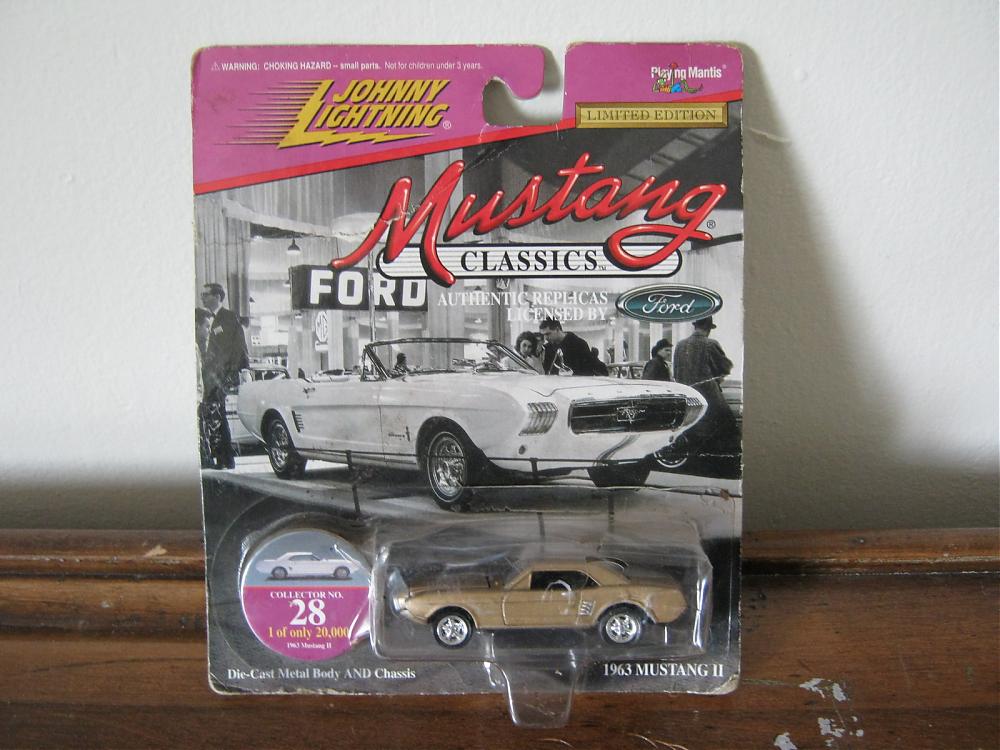 ⚠ WARNING: CHOKING HAZARD -- small parts. Not for children under 3 years.
JOHNNY
LIGHTNING®
Playing Mantis®
LIMITED EDITION
Mustang®
CLASSICS™
FORD
AUTHENTIC REPLICAS
LICENSED BY
Ford
MG
COLLECTOR NO.
28
1 of only 20,000
1963 Mustang II
Die-Cast Metal Body AND Chassis
1963 MUSTANG II